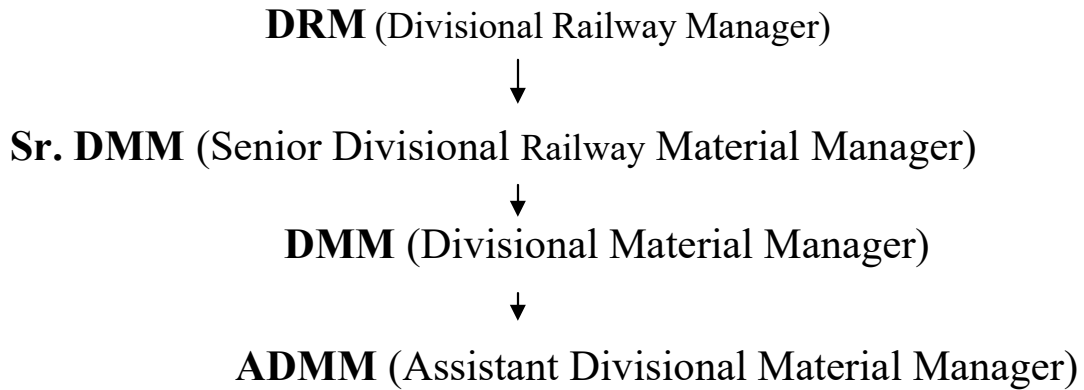 DRM (Divisional Railway Manager)
Sr. DMM (Senior Divisional Railway Material Manager)
DMM (Divisional Material Manager)
ADMM (Assistant Divisional Material Manager)